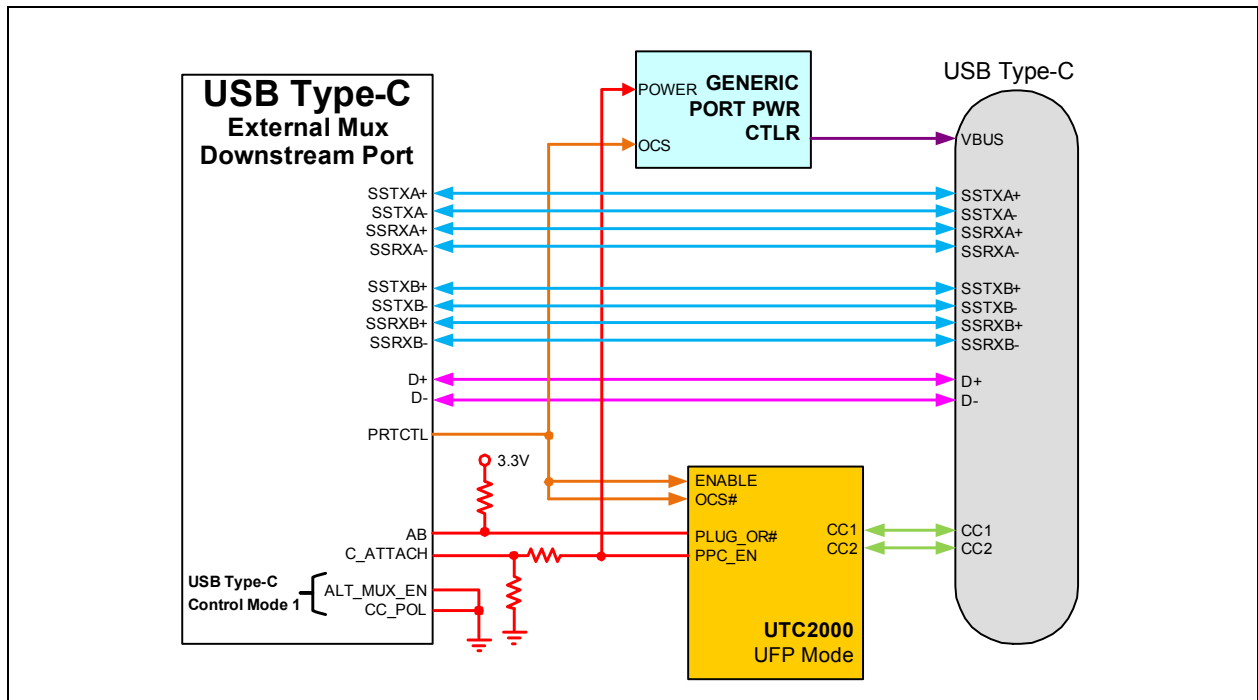 USB Type-C
External Mux
Downstream Port
SSTXA+
SSTXA-
SSRXA+
SSRXA-
SSTXB+
SSTXB-
SSRXB+
SSRXB-
D+
D-
PRTCTL
AB
C_ATTACH
ALT_MUX_EN
CC_POL
USB Type-C
Control Mode 1
3.3V
POWER
OCS
GENERIC
PORT PWR
CTLR
ENABLE
OCS#
PLUG_OR#
PPC_EN
CC1
CC2
UTC2000
UFP Mode
USB Type-C
VBUS
SSTXA+
SSTXA-
SSRXA+
SSRXA-
SSTXB+
SSTXB-
SSRXB+
SSRXB-
D+
D-
CC1
CC2